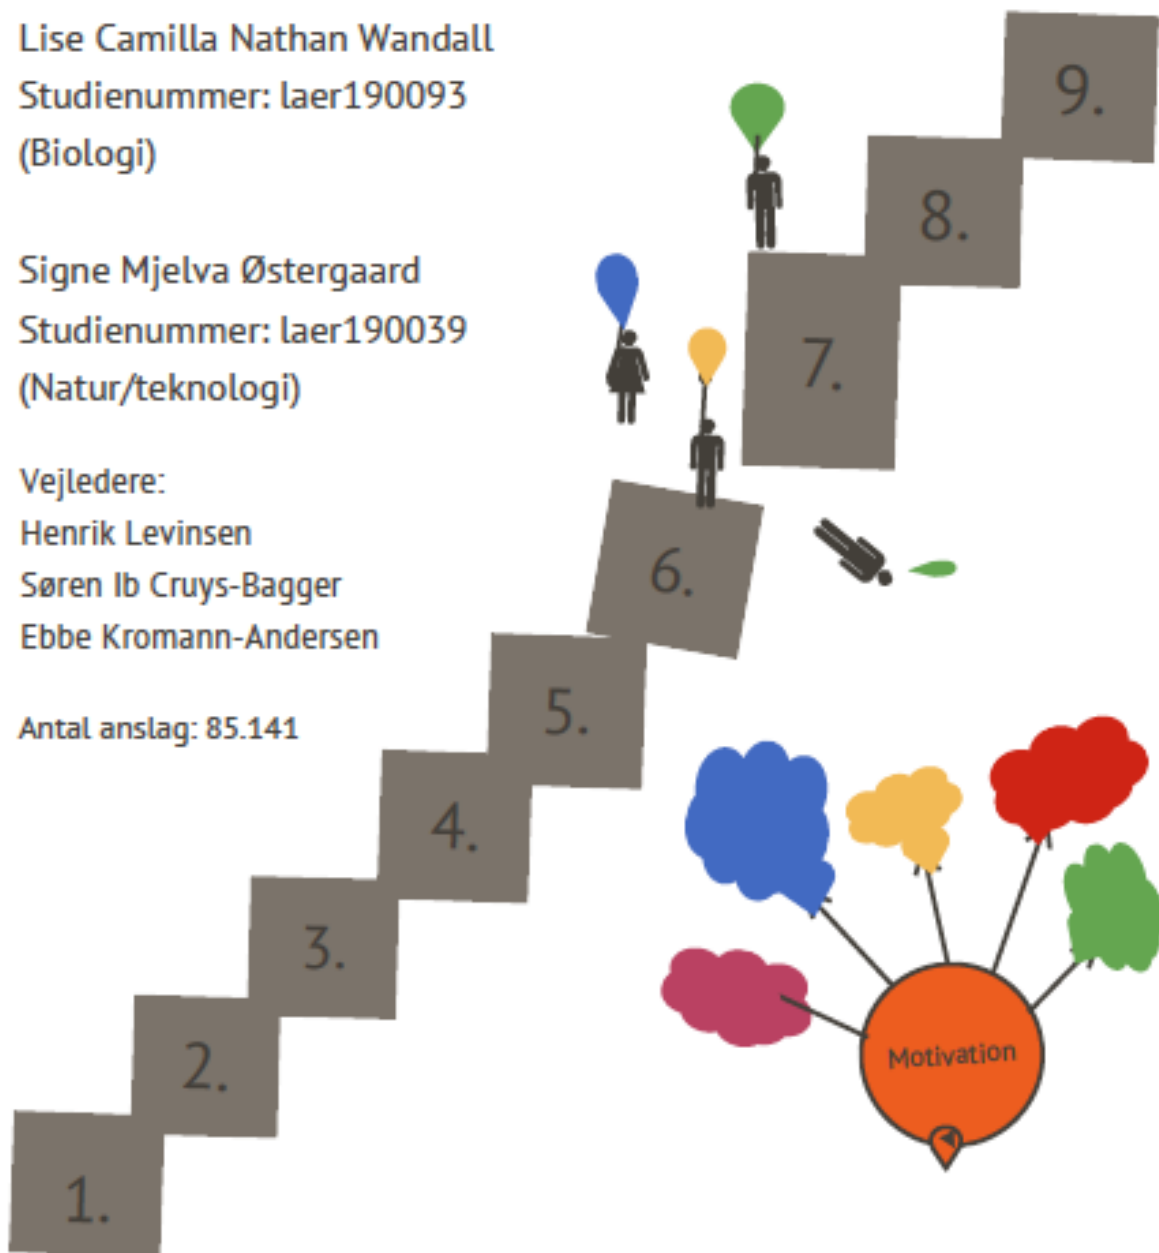 Lise Camilla Nathan Wandall
Studienummer: laer190093
(Biologi)
Signe Mjelva Østergaard
Studienummer: laer190039
(Natur/teknologi)
Vejledere:
Henrik Levinsen
Søren Ib Cruys-Bagger
Ebbe Kromann-Andersen
Antal anslag: 85.141
9.
8.
7.
6.
5.
4.
3.
2.
1.
Motivation